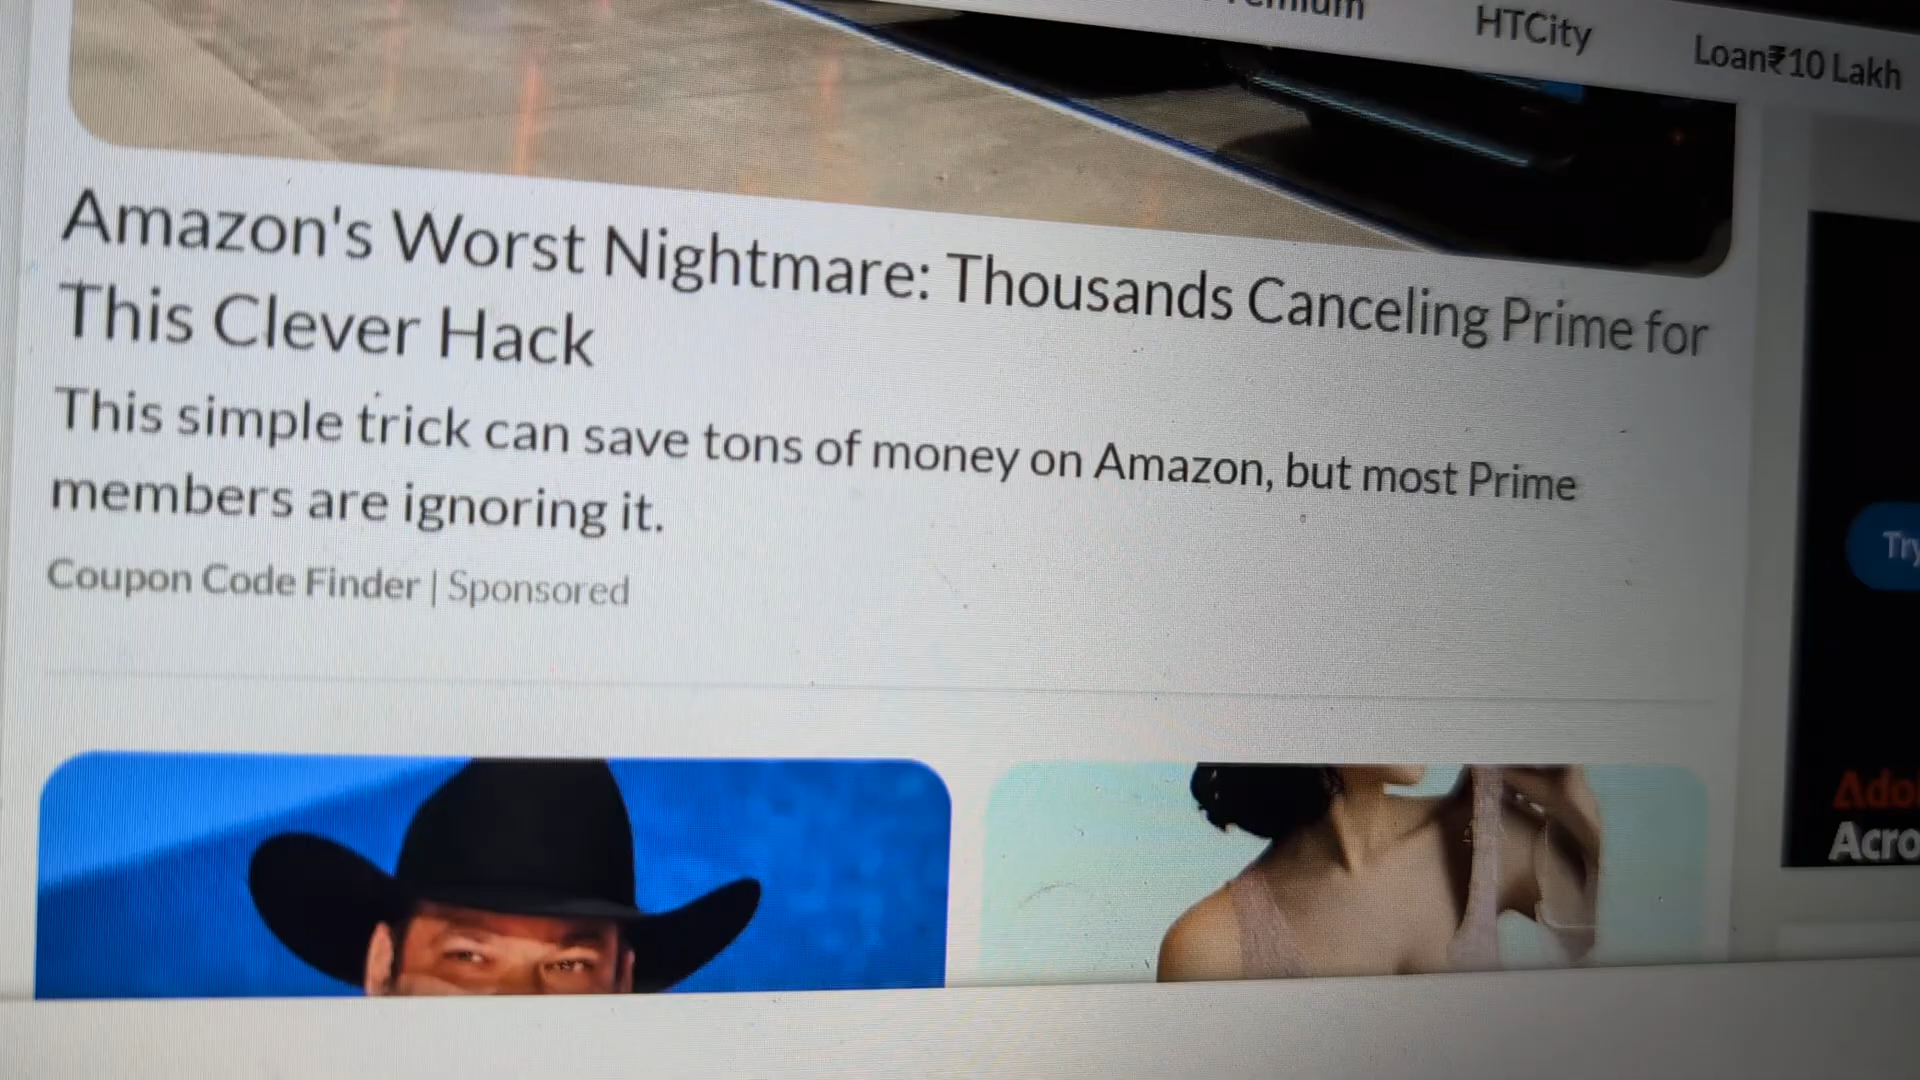 HTCity
Loan₹10 Lakh
Amazon's Worst Nightmare: Thousands Canceling Prime for
This Clever Hack
This simple trick can save tons of money on Amazon, but most Prime
members are ignoring it.
Coupon Code Finder | Sponsored
Try